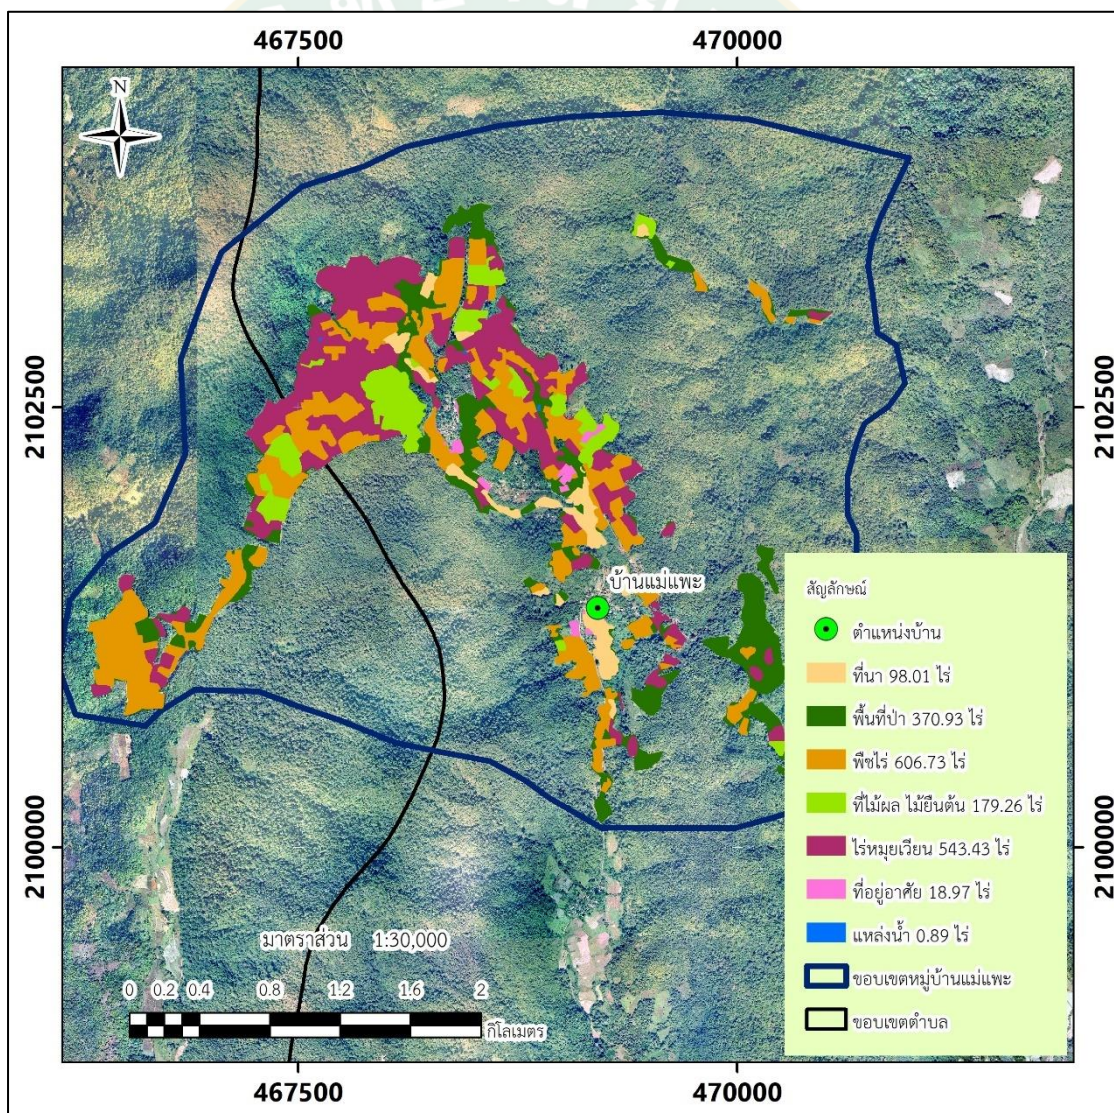 467500 470000
N
2102500 2102500
บ้านแม่แพะ
สัญลักษณ์
ตำแหน่งบ้าน
ที่นา 98.01 ไร่
พื้นที่ป่า 370.93 ไร่
พืชไร่ 606.73 ไร่
ที่ไม้ผล ไม้ยืนต้น 179.26 ไร่
ไร่หมุยเวียน 543.43 ไร่
ที่อยู่อาศัย 18.97 ไร่
แหล่งน้ำ 0.89 ไร่
ขอบเขตหมู่บ้านแม่แพะ
ขอบเขตตำบล
2100000 2100000
มาตราส่วน 1:30,000
0 0.2 0.4 0.8 1.2 1.6 2
กิโลเมตร
467500 470000